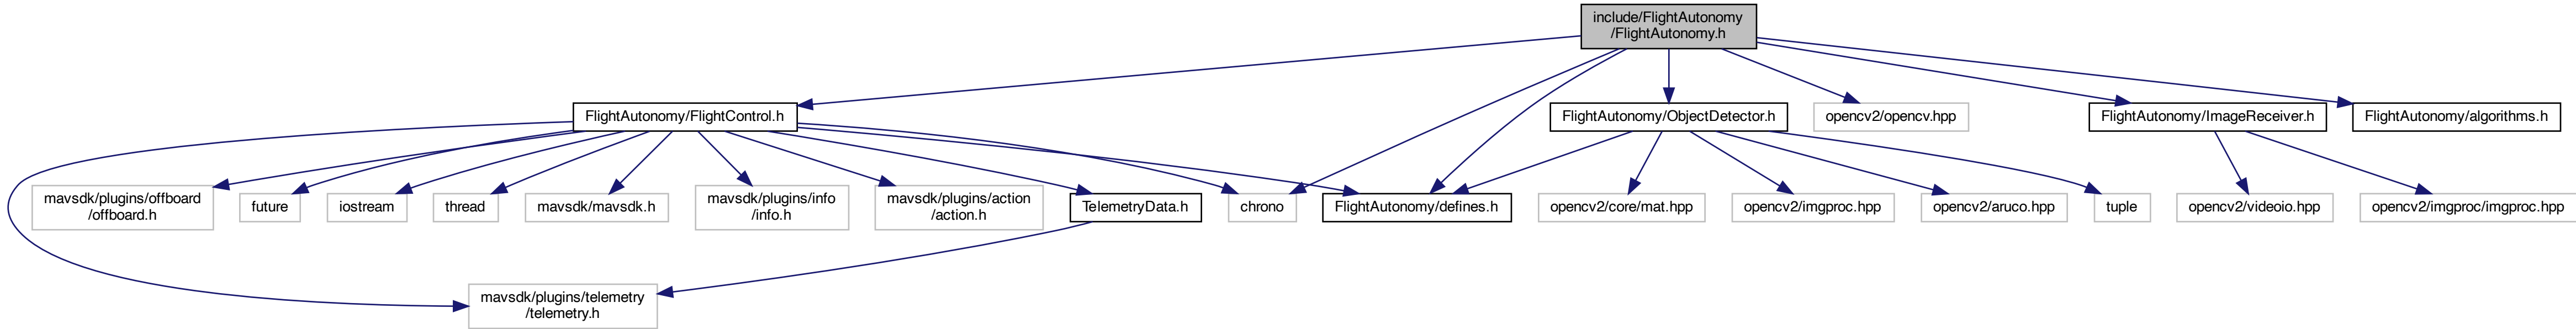 include/FlightAutonomy
/FlightAutonomy.h
FlightAutonomy/FlightControl.h
FlightAutonomy/ObjectDetector.h
opencv2/opencv.hpp
FlightAutonomy/ImageReceiver.h
FlightAutonomy/algorithms.h
mavsdk/plugins/offboard
/offboard.h
future
iostream
thread
mavsdk/mavsdk.h
mavsdk/plugins/info
/info.h
mavsdk/plugins/action
/action.h
TelemetryData.h
chrono
FlightAutonomy/defines.h
opencv2/core/mat.hpp
opencv2/imgproc.hpp
opencv2/aruco.hpp
tuple
opencv2/videoio.hpp
opencv2/imgproc/imgproc.hpp
mavsdk/plugins/telemetry
/telemetry.h